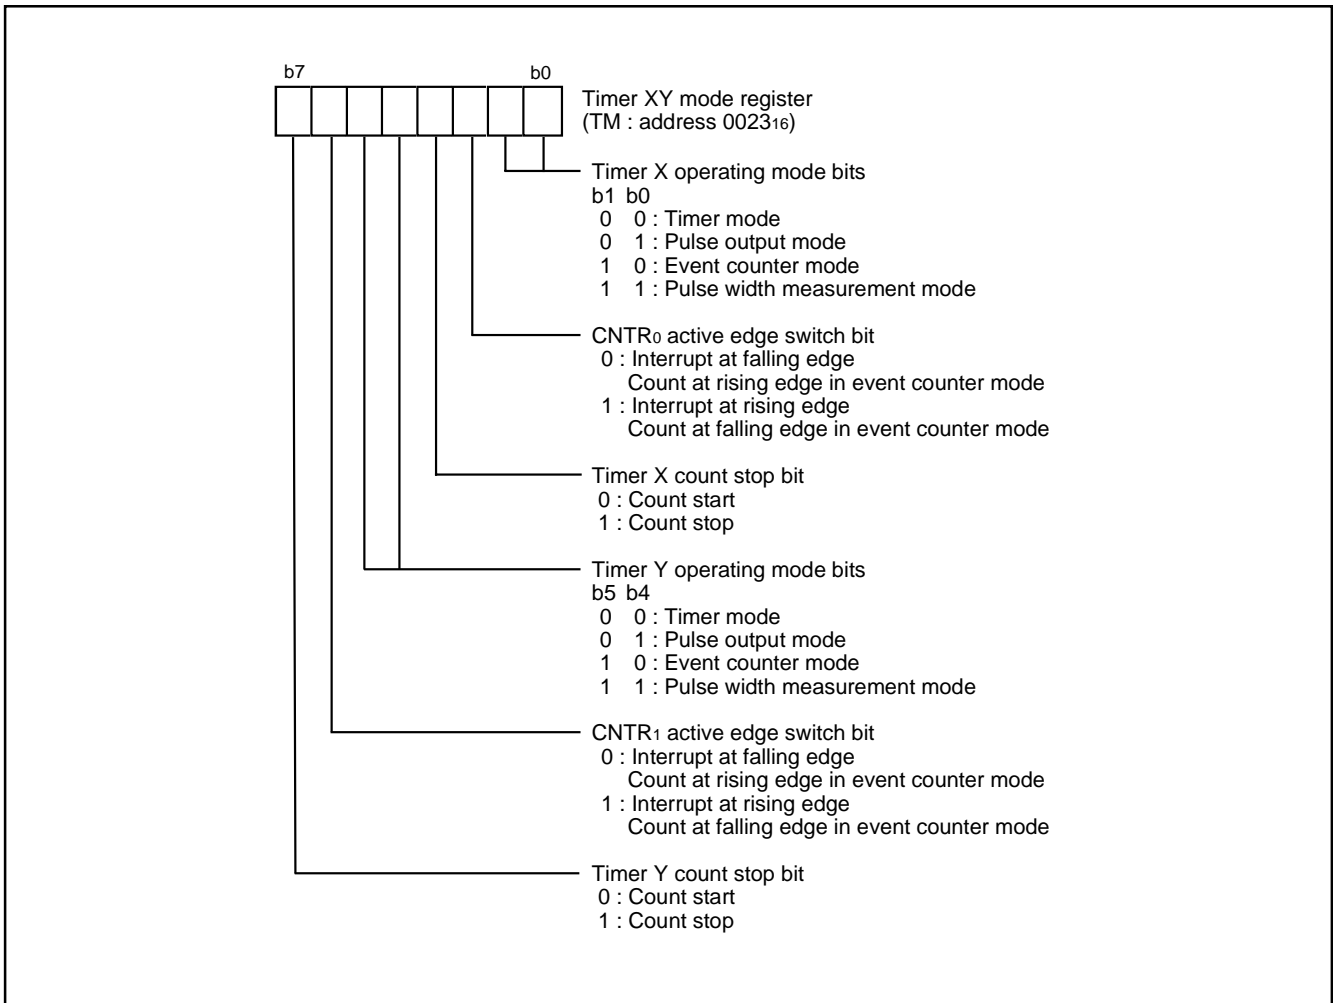 b7 b0
Timer XY mode register
(TM : address 002316)
Timer X operating mode bits
b1 b0
0 0 : Timer mode
0 1 : Pulse output mode
1 0 : Event counter mode
1 1 : Pulse width measurement mode
CNTR0 active edge switch bit
0 : Interrupt at falling edge
Count at rising edge in event counter mode
1 : Interrupt at rising edge
Count at falling edge in event counter mode
Timer X count stop bit
0 : Count start
1 : Count stop
Timer Y operating mode bits
b5 b4
0 0 : Timer mode
0 1 : Pulse output mode
1 0 : Event counter mode
1 1 : Pulse width measurement mode
CNTR1 active edge switch bit
0 : Interrupt at falling edge
Count at rising edge in event counter mode
1 : Interrupt at rising edge
Count at falling edge in event counter mode
Timer Y count stop bit
0 : Count start
1 : Count stop